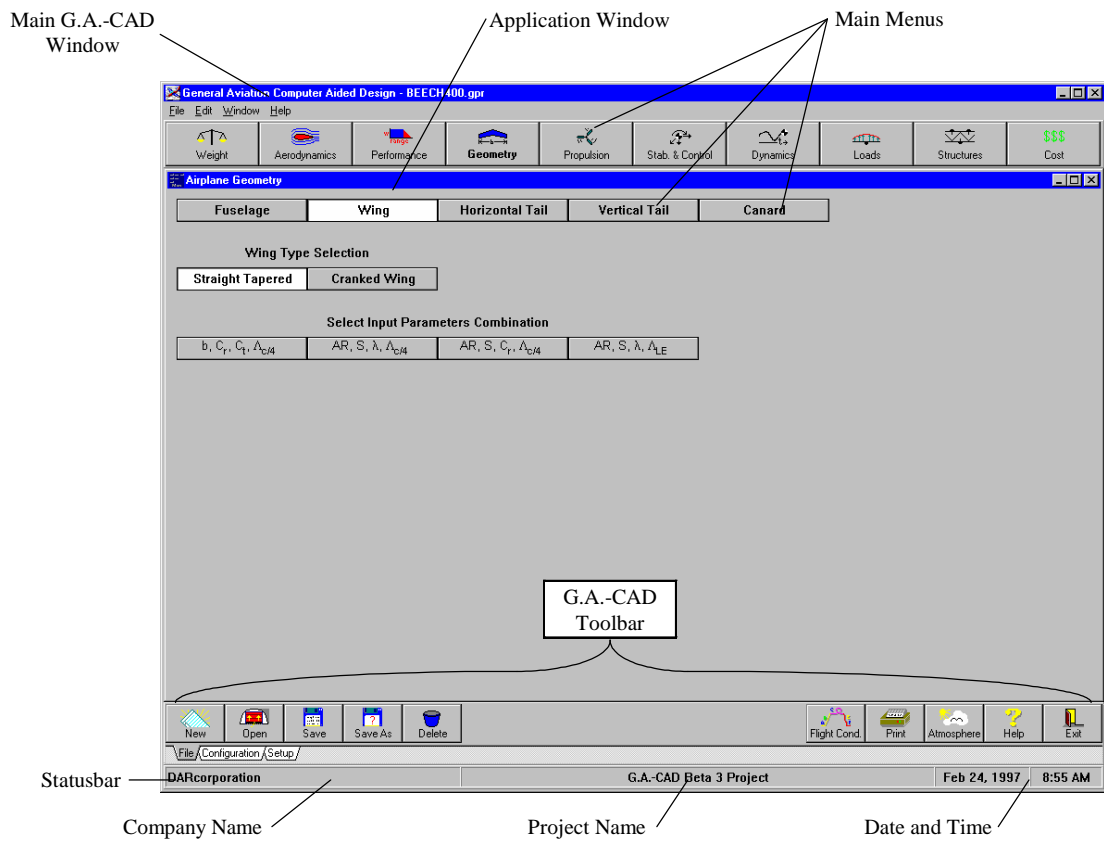 Main G.A.-CAD
Window
Application Window
Main Menus
General Aviation Computer Aided Design - BEECH400.gpr
File Edit Window Help
Weight Aerodynamics W range Performance Geometry Propulsion Stab. & Control Dynamics Loads Structures $$$ Cost
Airplane Geometry
Fuselage Wing Horizontal Tail Vertical Tail Canard
Wing Type Selection
Straight Tapered Cranked Wing
Select Input Parameters Combination
b, Cr, Ct, Λc/4 AR, S, λ, Λc/4 AR, S, Cr, Λc/4 AR, S, λ, ΛLE
G.A.-CAD
Toolbar
New Open Save Save As Delete Flight Cond. Print Atmosphere Help Exit
File Configuration Setup
Statusbar
DARcorporation G.A.-CAD Beta 3 Project Feb 24, 1997 8:55 AM
Company Name Project Name Date and Time